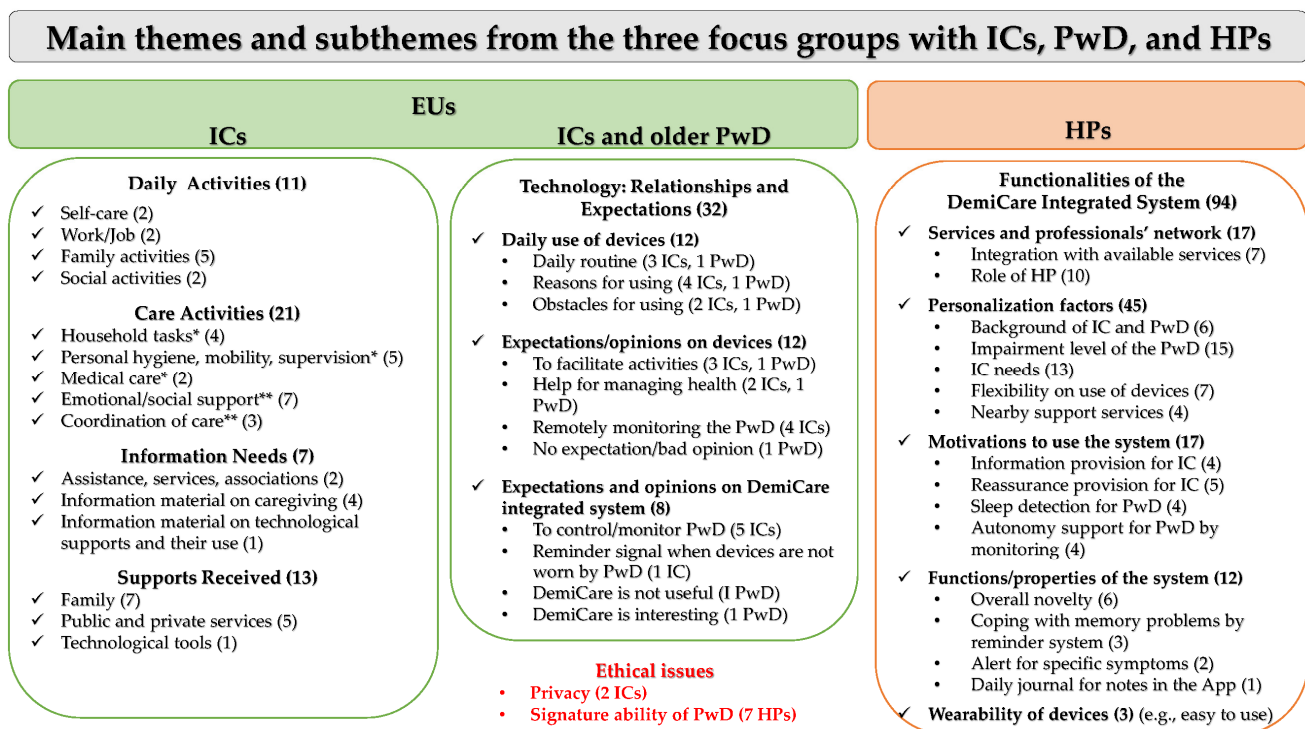 Main themes and subthemes from the three focus groups with ICs, PwD, and HPs
EUs
ICs
ICs and older PwD
HPs
Daily Activities (11)
✓ Self-care (2)
✓ Work/Job (2)
✓ Family activities (5)
✓ Social activities (2)
Care Activities (21)
✓ Household tasks* (4)
✓ Personal hygiene, mobility, supervision* (5)
✓ Medical care* (2)
✓ Emotional/social support** (7)
✓ Coordination of care** (3)
Information Needs (7)
✓ Assistance, services, associations (2)
✓ Information material on caregiving (4)
✓ Information material on technological
supports and their use (1)
Supports Received (13)
✓ Family (7)
✓ Public and private services (5)
✓ Technological tools (1)
Technology: Relationships and
Expectations (32)
✓ Daily use of devices (12)
• Daily routine (3 ICs, 1 PwD)
• Reasons for using (4 ICs, 1 PwD)
• Obstacles for using (2 ICs, 1 PwD)
✓ Expectations/opinions on devices (12)
• To facilitate activities (3 ICs, 1 PwD)
• Help for managing health (2 ICs, 1
PwD)
• Remotely monitoring the PwD (4 ICs)
• No expectation/bad opinion (1 PwD)
✓ Expectations and opinions on DemiCare
integrated system (8)
• To control/monitor PwD (5 ICs)
• Reminder signal when devices are not
worn by PwD (1 IC)
• DemiCare is not useful (I PwD)
• DemiCare is interesting (1 PwD)
Ethical issues
• Privacy (2 ICs)
• Signature ability of PwD (7 HPs)
Functionalities of the
DemiCare Integrated System (94)
✓ Services and professionals' network (17)
• Integration with available services (7)
• Role of HP (10)
✓ Personalization factors (45)
• Background of IC and PwD (6)
• Impairment level of the PwD (15)
• IC needs (13)
• Flexibility on use of devices (7)
• Nearby support services (4)
✓ Motivations to use the system (17)
• Information provision for IC (4)
• Reassurance provision for IC (5)
• Sleep detection for PwD (4)
• Autonomy support for PwD by
monitoring (4)
✓ Functions/properties of the system (12)
• Overall novelty (6)
• Coping with memory problems by
reminder system (3)
• Alert for specific symptoms (2)
• Daily journal for notes in the App (1)
✓ Wearability of devices (3) (e.g., easy to use)